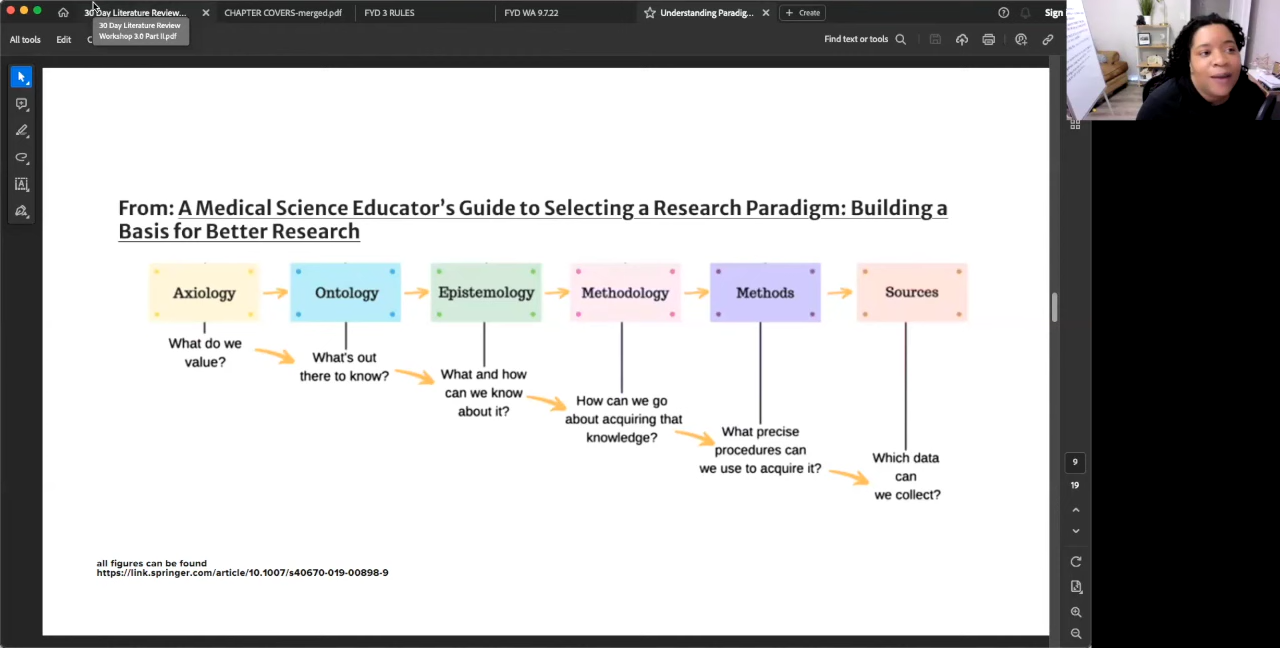 30 Day Literature Review...
CHAPTER COVERS-merged.pdf
FYD 3 RULES
FYD WA 9.7.22
Understanding Paradig...
Create
Sign
30 Day Literature Review
Workshop 3.0 Part II.pdf
All tools
Edit
Find text or tools
From: A Medical Science Educator's Guide to Selecting a Research Paradigm: Building a
Basis for Better Research
Axiology
Ontology
Epistemology
Methodology
Methods
Sources
What do we
value?
What's out
there to know?
What and how
can we know
about it?
How can we go
about acquiring that
knowledge?
What precise
procedures can
we use to acquire it?
Which data
can
we collect?
9
19
all figures can be found
https://link.springer.com/article/10.1007/s40670-019-00898-9